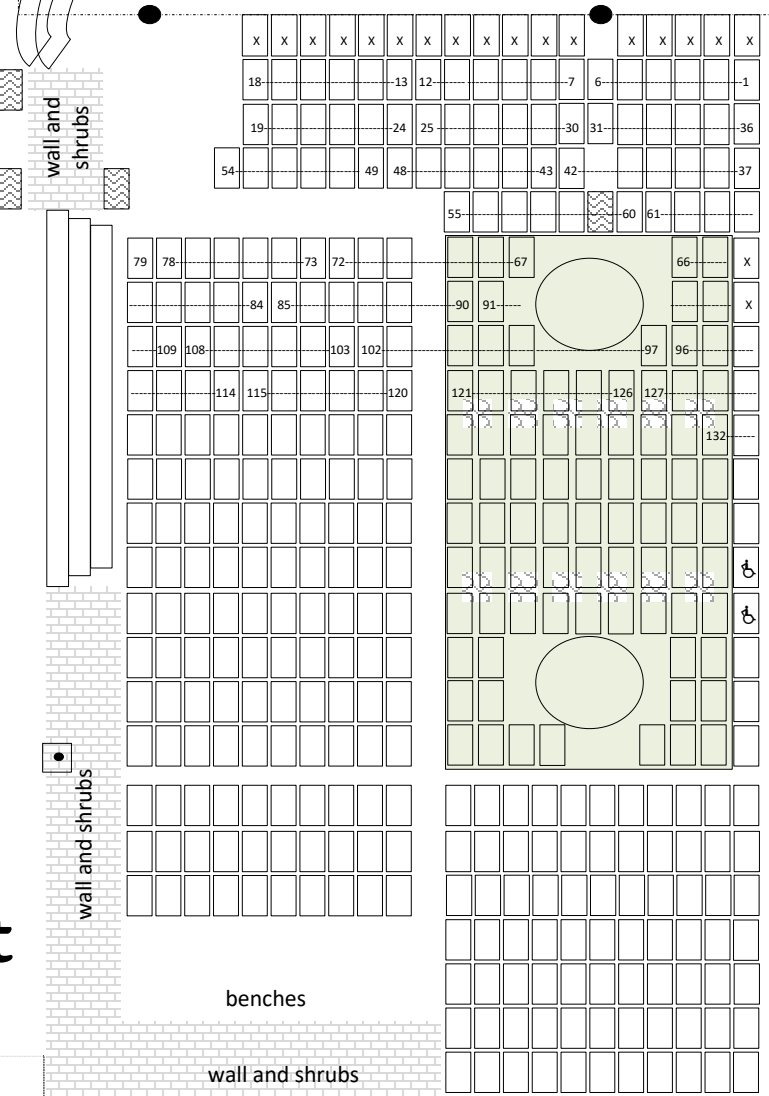 X X X X X X X X X X X X X X X X X
18 13 12 7 6 1
wall and
shrubs
19 24 25 30 31 36
54 49 48 43 42 37
55 60 61
79 78 73 72 67 66 X
84 85 90 91 X
109 108 103 102 97 96
114 115 120 121 126 127
132
wall and shrubs
t
benches
wall and shrubs